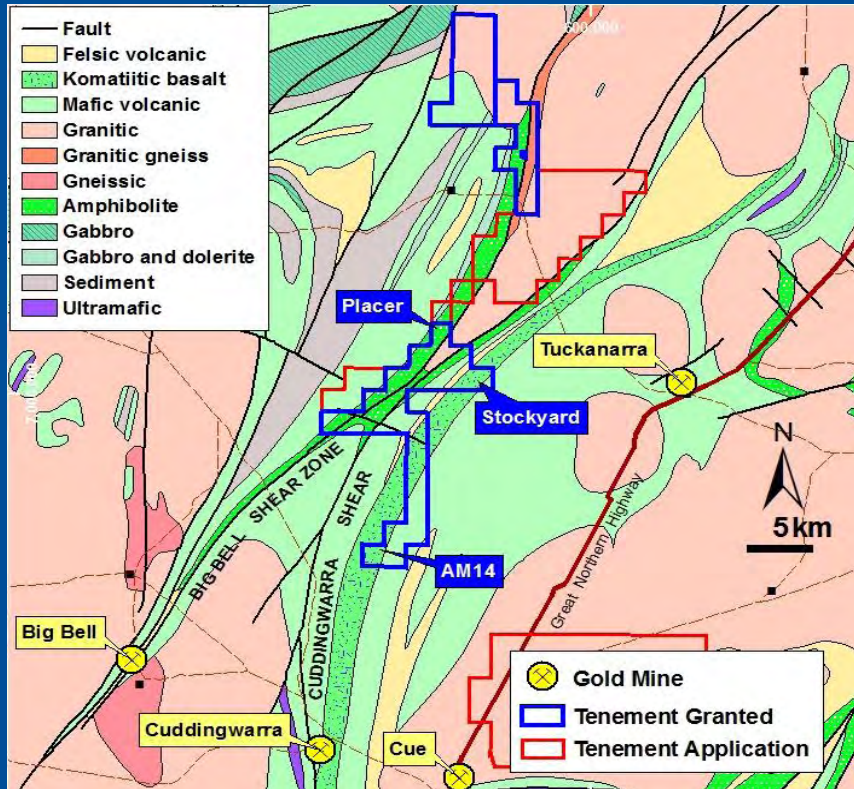 Fault
Felsic volcanic
Komatiitic basalt
Mafic volcanic
Granitic
Granitic gneiss
Gneissic
Amphibolite
Gabbro
Gabbro and dolerite
Sediment
Ultramafic
Placer
Tuckanarra
Stockyard
N
5km
BIG BELL SHEAR ZONE
CUDDINGWARRA SHEAR
AM14
Great Northern Highway
Big Bell
Cuddingwarra
Cue
Gold Mine
Tenement Granted
Tenement Application